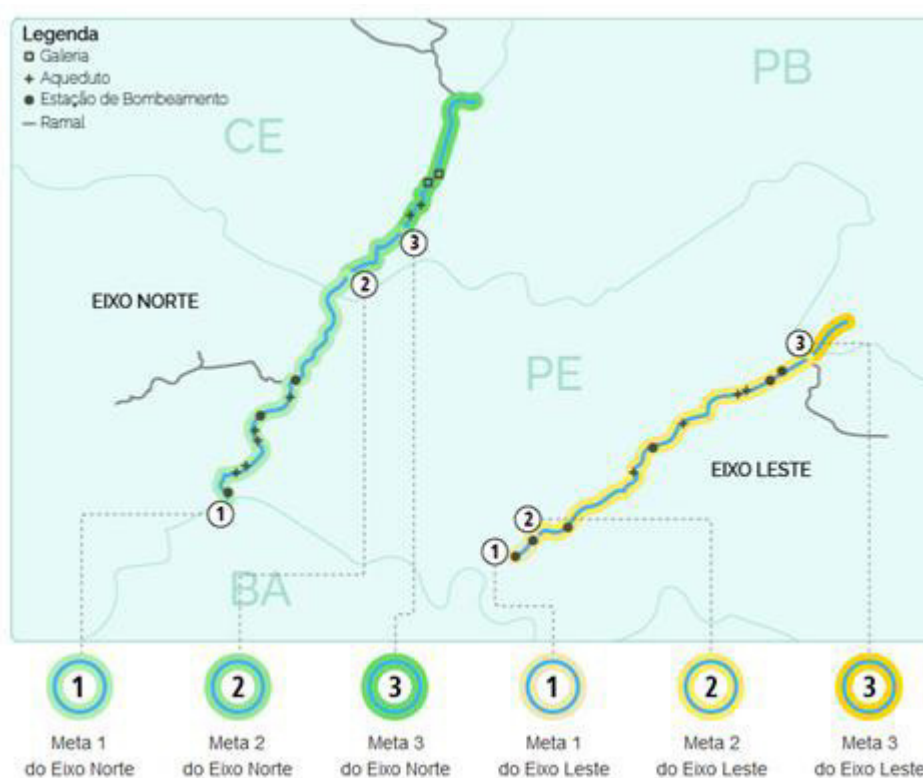 Legenda
Galeria
Aqueduto
Estação de Bombeamento
Ramal
CE
PB
EIXO NORTE
3
2
PE
3
EIXO LESTE
1
2
1
BA
1
2
3
1
2
3
Meta 1
do Eixo Norte
Meta 2
do Eixo Norte
Meta 3
do Eixo Norte
Meta 1
do Eixo Leste
Meta 2
do Eixo Leste
Meta 3
do Eixo Leste